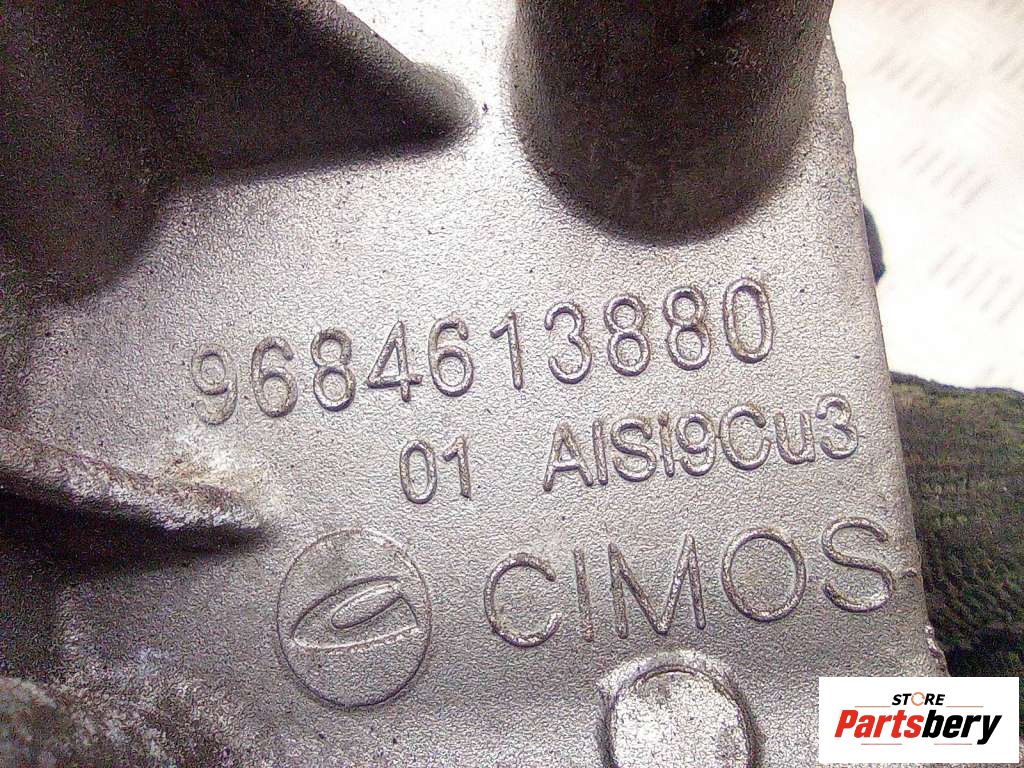 9684613880
01 AlSi9Cu3
CIMOS
STORE
Partsbery